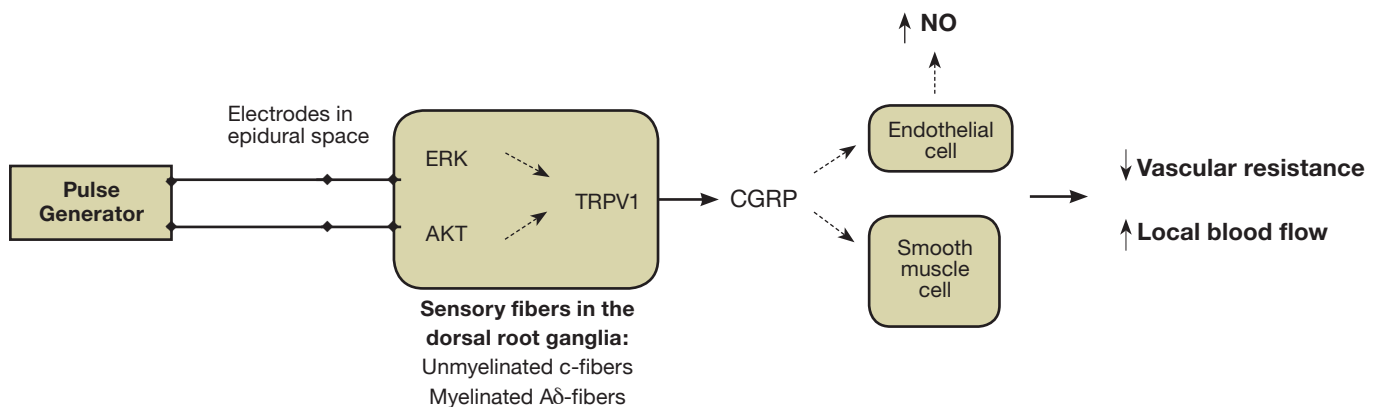 Pulse
Generator
Electrodes in
epidural space
ERK
AKT
TRPV1
Sensory fibers in the
dorsal root ganglia:
Unmyelinated c-fibers
Myelinated Aδ-fibers
CGRP
↑ NO
Endothelial
cell
Smooth
muscle
cell
↓ Vascular resistance
↑ Local blood flow